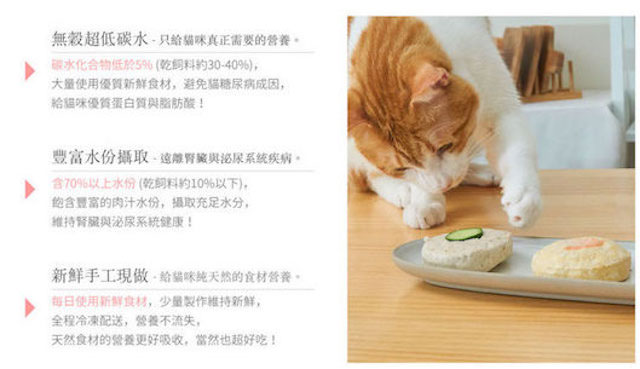 無穀超低碳水 - 只給貓咪真正需要的營養。
碳水化合物低於5% (乾飼料約30-40%)，
大量使用優質新鮮食材，避免貓糖尿病成因，
給貓咪優質蛋白質與脂肪酸！
豐富水份攝取 - 遠離腎臟與泌尿系統疾病。
含70%以上水份 (乾飼料約10%以下)，
飽含豐富的肉汁水份，攝取充足水分，
維持腎臟與泌尿系統健康！
新鮮手工現做 - 給貓咪純天然的食材營養。
每日使用新鮮食材，少量製作維持新鮮，
全程冷凍配送，營養不流失，
天然食材的營養更好吸收，當然也超好吃！